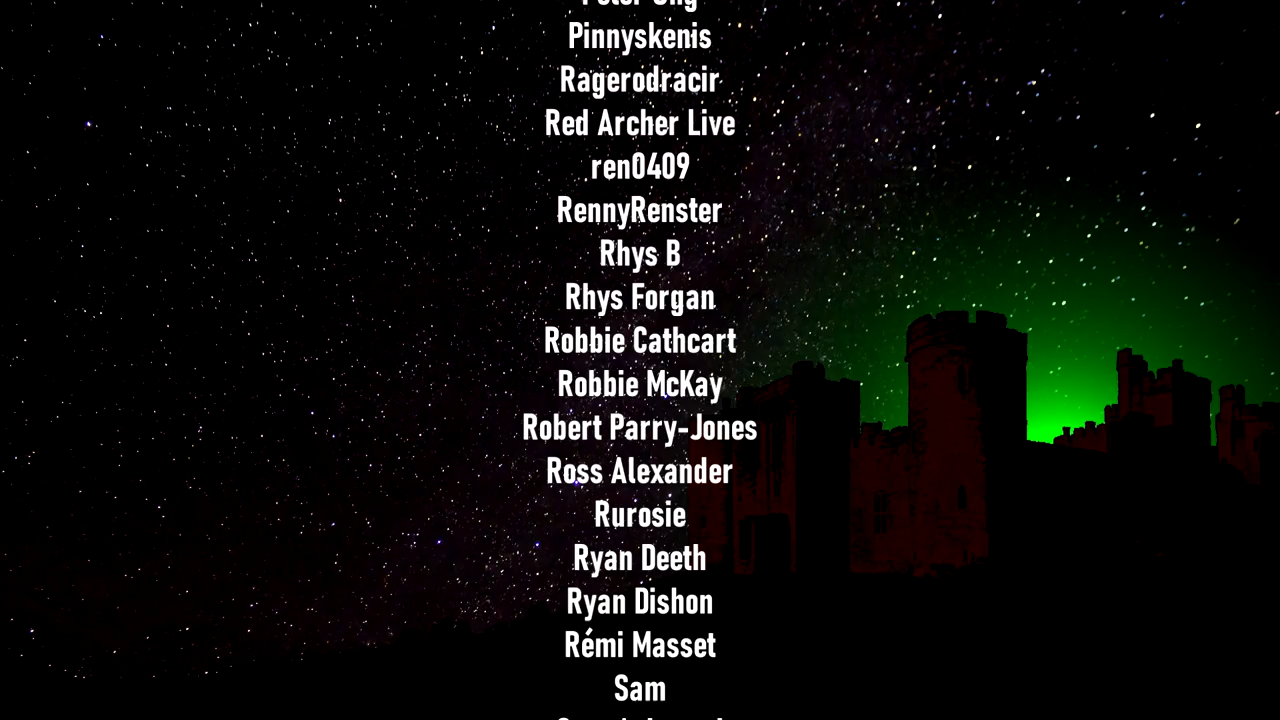 Pinnyskenis
Ragerodracir
Red Archer Live
ren0409
RennyRenster
Rhys B
Rhys Forgan
Robbie Cathcart
Robbie McKay
Robert Parry-Jones
Ross Alexander
Rurosie
Ryan Deeth
Ryan Dishon
Rémi Masset
Sam